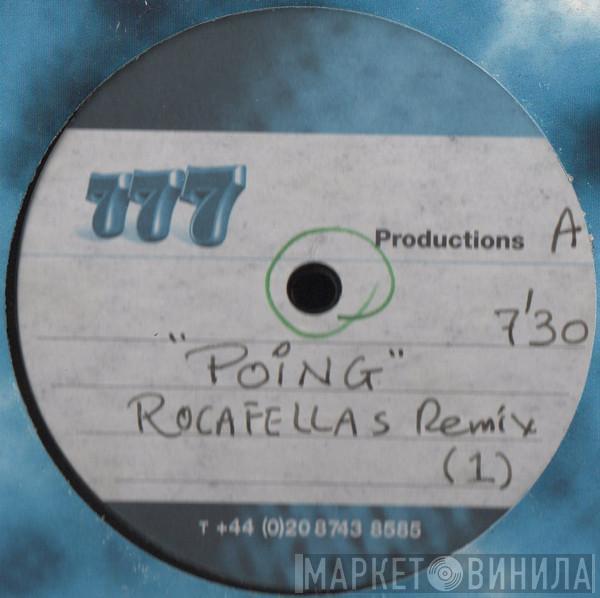 777
Productions A
7'30
"POING"
ROCAFELLAS Remix
(1)
T +44 (0)20 8743 8585
МАРКЕТ ВИНИЛА